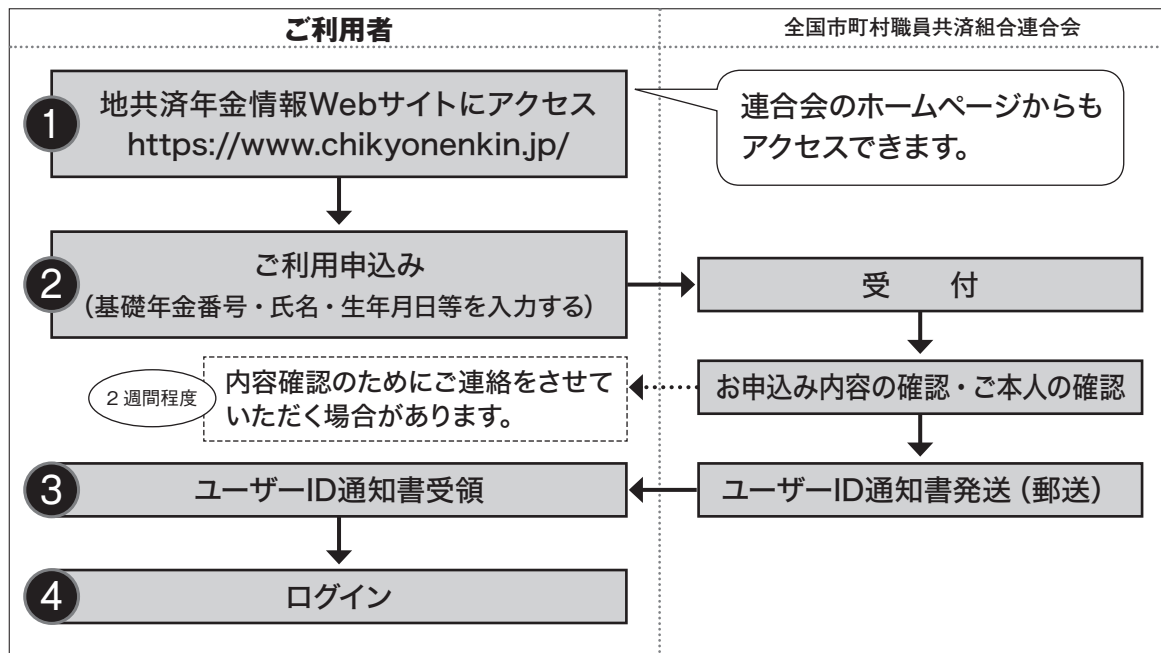 ご利用者
全国市町村職員共済組合連合会
1
地共済年金情報Webサイトにアクセス
https://www.chikyonenkin.jp/
連合会のホームページからも
アクセスできます。
2
ご利用申込み
（基礎年金番号・氏名・生年月日等を入力する）
受　付
2週間程度
内容確認のためにご連絡をさせて
いただく場合があります。
お申込み内容の確認・ご本人の確認
3
ユーザーID通知書受領
ユーザーID通知書発送（郵送）
4
ログイン